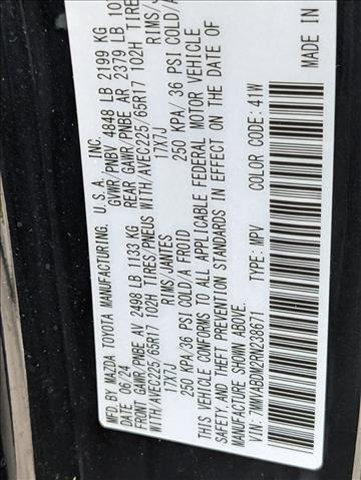 MFD BY MAZDA TOYOTA MANUFACTURING, U.S.A., INC.
DATE 06/24 GVWR/PNBV 4848 LB 2199 KG
FRONT GAWR/PNBE AV 2498 LB 1133 KG REAR GAWR/PNBE AR 2379 LB 10
WITH/AVEC225/65R17 102H TIRES/PNEUS WITH/AVEC225/65R17 102H TIRE
17X7J RIMS/JANTES 17X7J RIMS/J
250 KPA/36 PSI COLD/A FROID 250 KPA/ 36 PSI COLD/A
THIS VEHICLE CONFORMS TO ALL APPLICABLE FEDERAL MOTOR VEHICLE
SAFETY, AND THEFT PREVENTION STANDARDS IN EFFECT ON THE DATE OF
MANUFACTURE SHOWN ABOVE.
VIN: 7MMVABDM2RN238671 TYPE: MPV COLOR CODE: 41W MADE IN